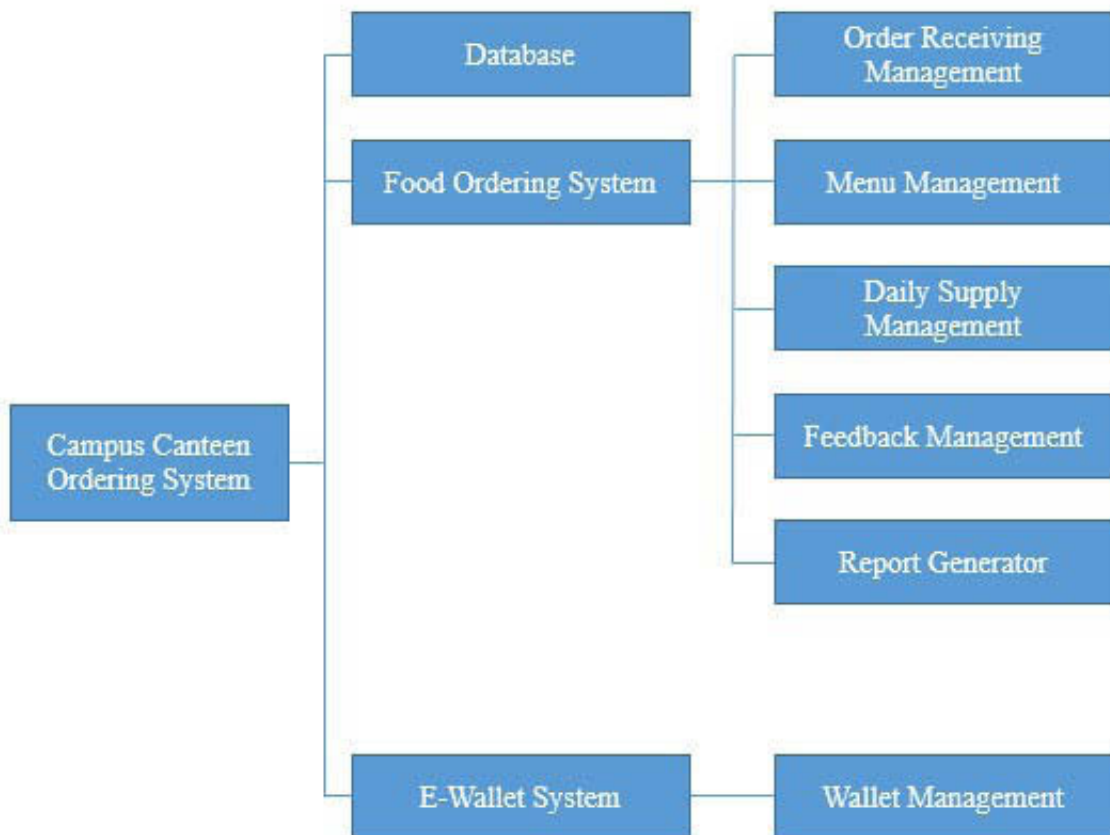 Database
Order Receiving
Management
Food Ordering System
Menu Management
Daily Supply
Management
Campus Canteen
Ordering System
Feedback Management
Report Generator
E-Wallet System
Wallet Management